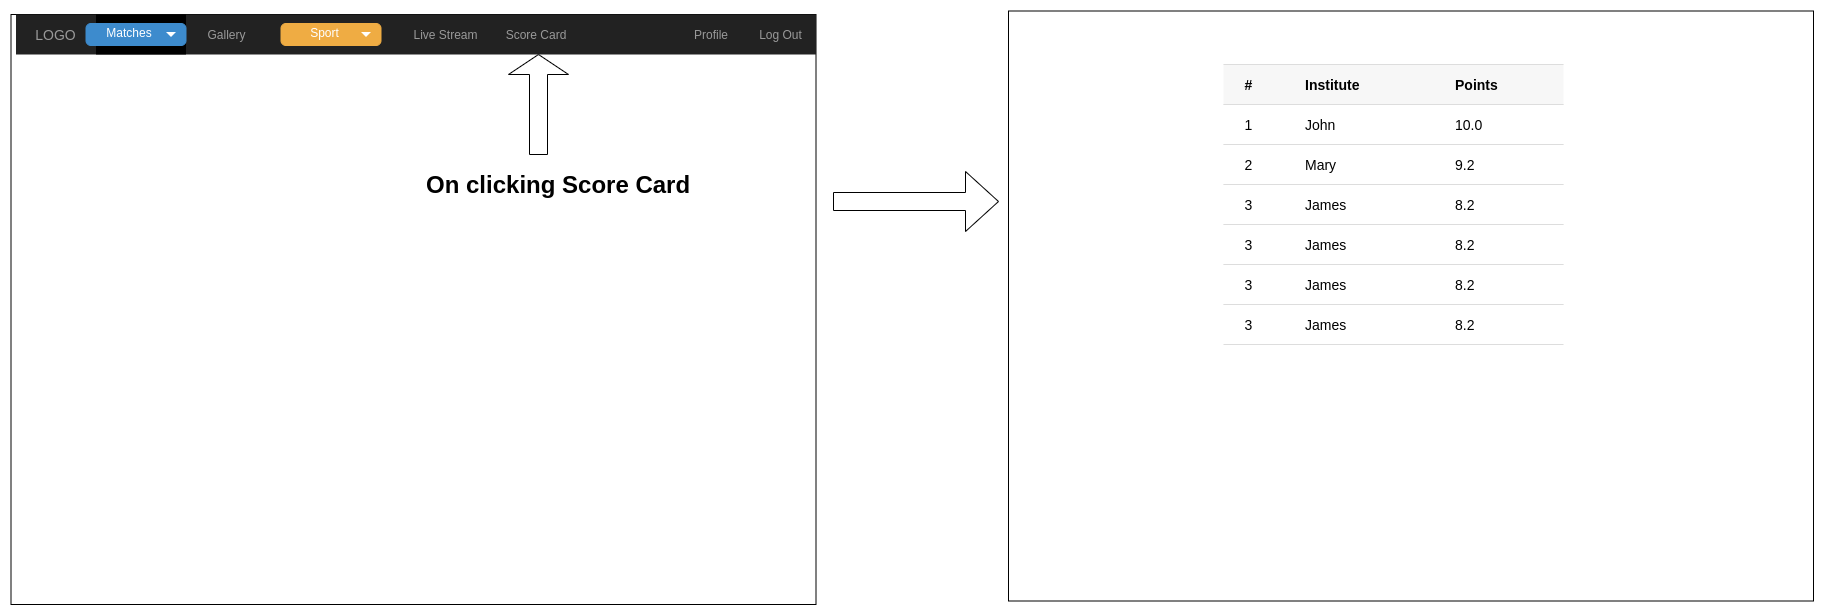 LOGO Matches Gallery Sport Live Stream Score Card Profile Log Out
On clicking Score Card
# Institute Points
1 John 10.0
2 Mary 9.2
3 James 8.2
3 James 8.2
3 James 8.2
3 James 8.2